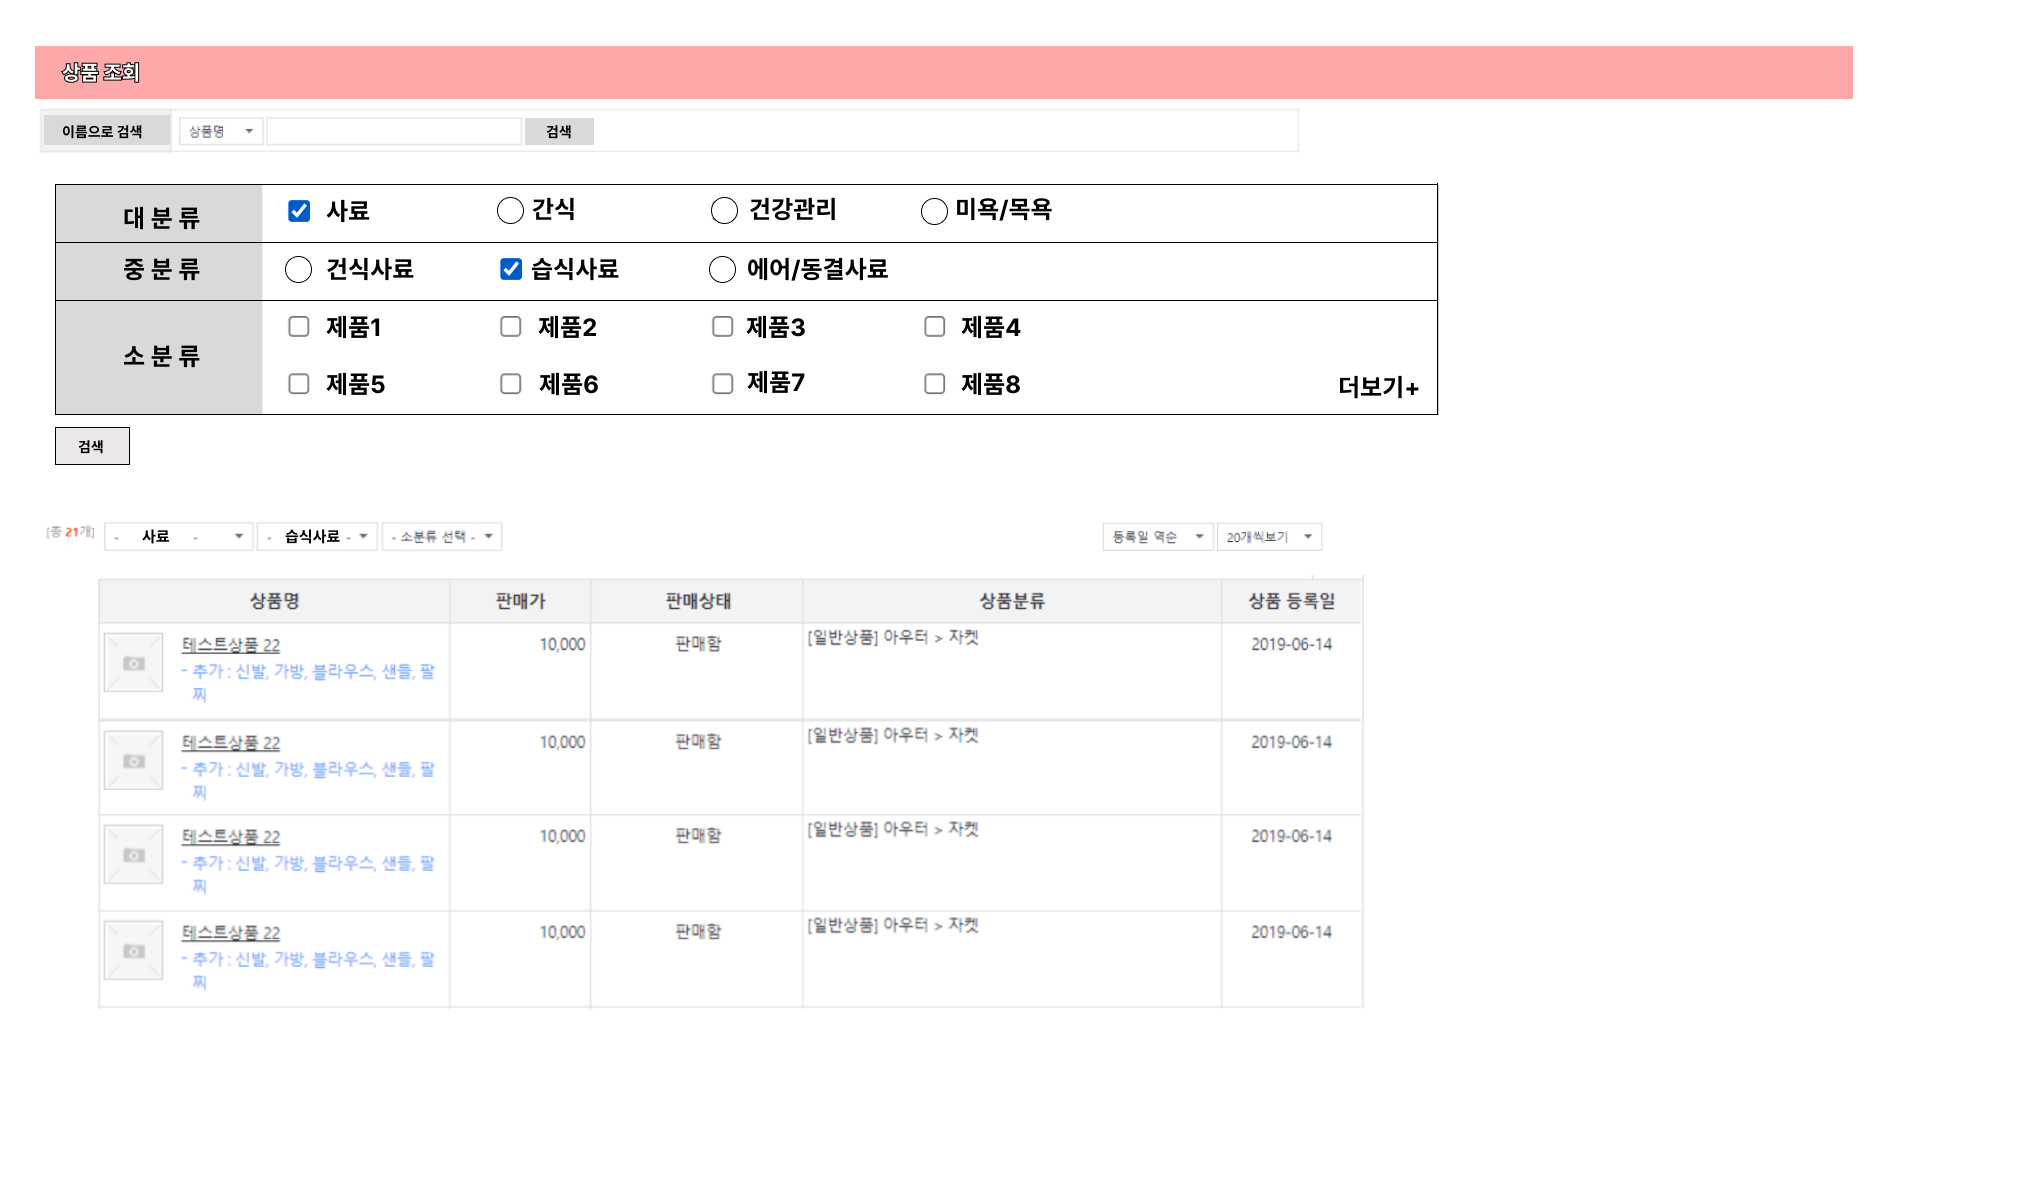 상품 조회
이름으로 검색 상품명 검색
대 분 류 사료 간식 건강관리 미욕/목욕
중 분 류 건식사료 습식사료 에어/동결사료
소 분 류 제품1 제품2 제품3 제품4
제품5 제품6 제품7 제품8 더보기+
검색
[총 21개] - 사료 - - 습식사료 - - 소분류 선택 - 등록일 역순 20개씩보기
상품명 판매가 판매상태 상품분류 상품 등록일
테스트상품 22 10,000 판매함 [일반상품] 아우터 > 자켓 2019-06-14
- 추가 : 신발, 가방, 블라우스, 샌들, 팔
찌
테스트상품 22 10,000 판매함 [일반상품] 아우터 > 자켓 2019-06-14
- 추가 : 신발, 가방, 블라우스, 샌들, 팔
찌
테스트상품 22 10,000 판매함 [일반상품] 아우터 > 자켓 2019-06-14
- 추가 : 신발, 가방, 블라우스, 샌들, 팔
찌
테스트상품 22 10,000 판매함 [일반상품] 아우터 > 자켓 2019-06-14
- 추가 : 신발, 가방, 블라우스, 샌들, 팔
찌